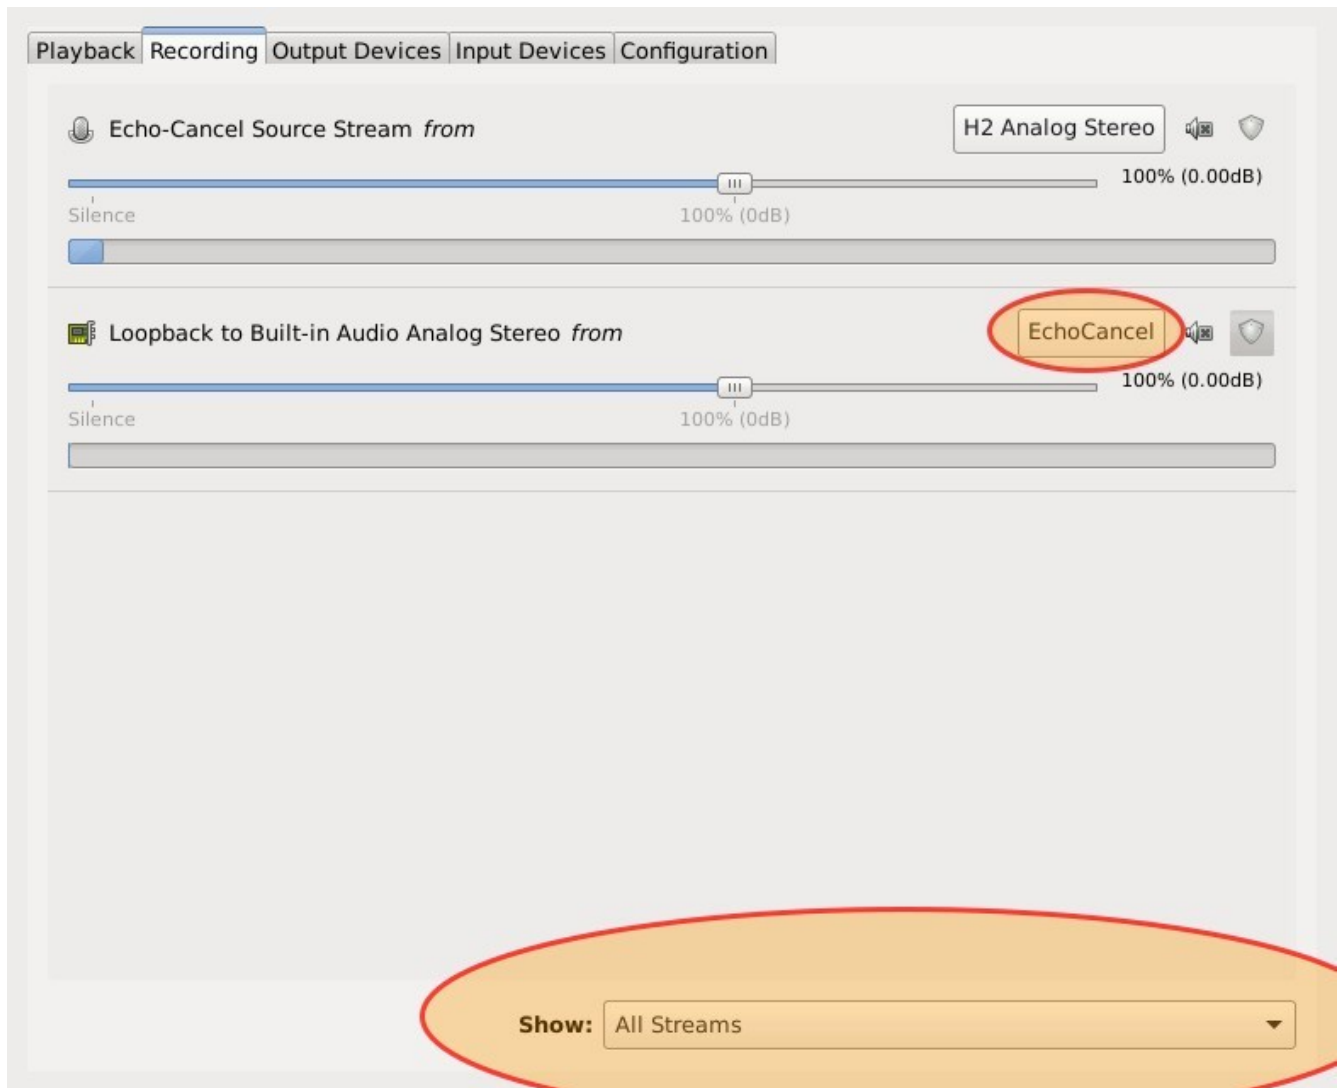 Playback Recording Output Devices Input Devices Configuration
Echo-Cancel Source Stream from H2 Analog Stereo
100% (0.00dB)
Silence 100% (0dB)
Loopback to Built-in Audio Analog Stereo from EchoCancel
100% (0.00dB)
Silence 100% (0dB)
Show: All Streams